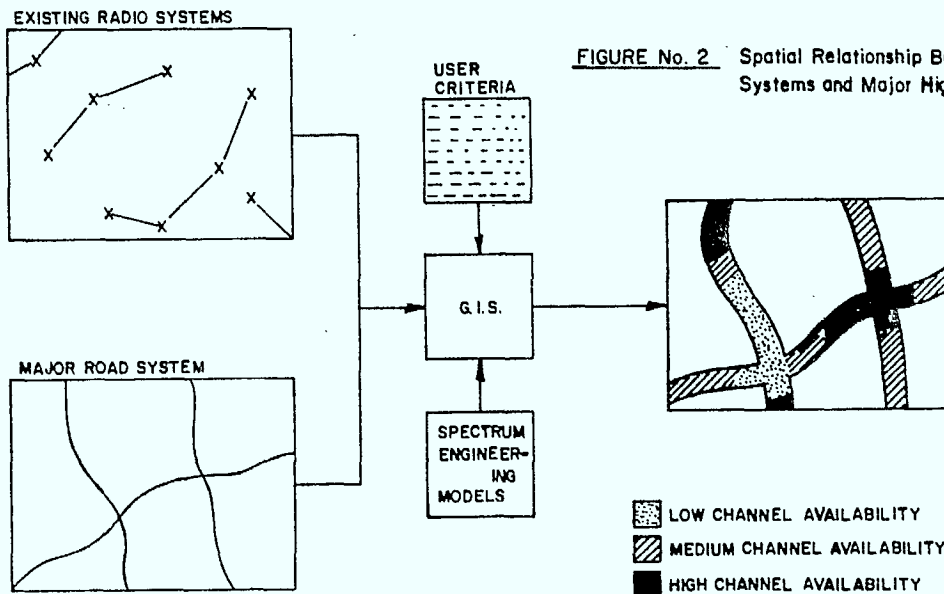 EXISTING RADIO SYSTEMS
FIGURE No. 2 Spatial Relationship
Systems and Major
USER
CRITERIA
G.I.S.
MAJOR ROAD SYSTEM
SPECTRUM
ENGINEER-
ING
MODELS
LOW CHANNEL AVAILABILITY
MEDIUM CHANNEL AVAILABILITY
HIGH CHANNEL AVAILABILITY